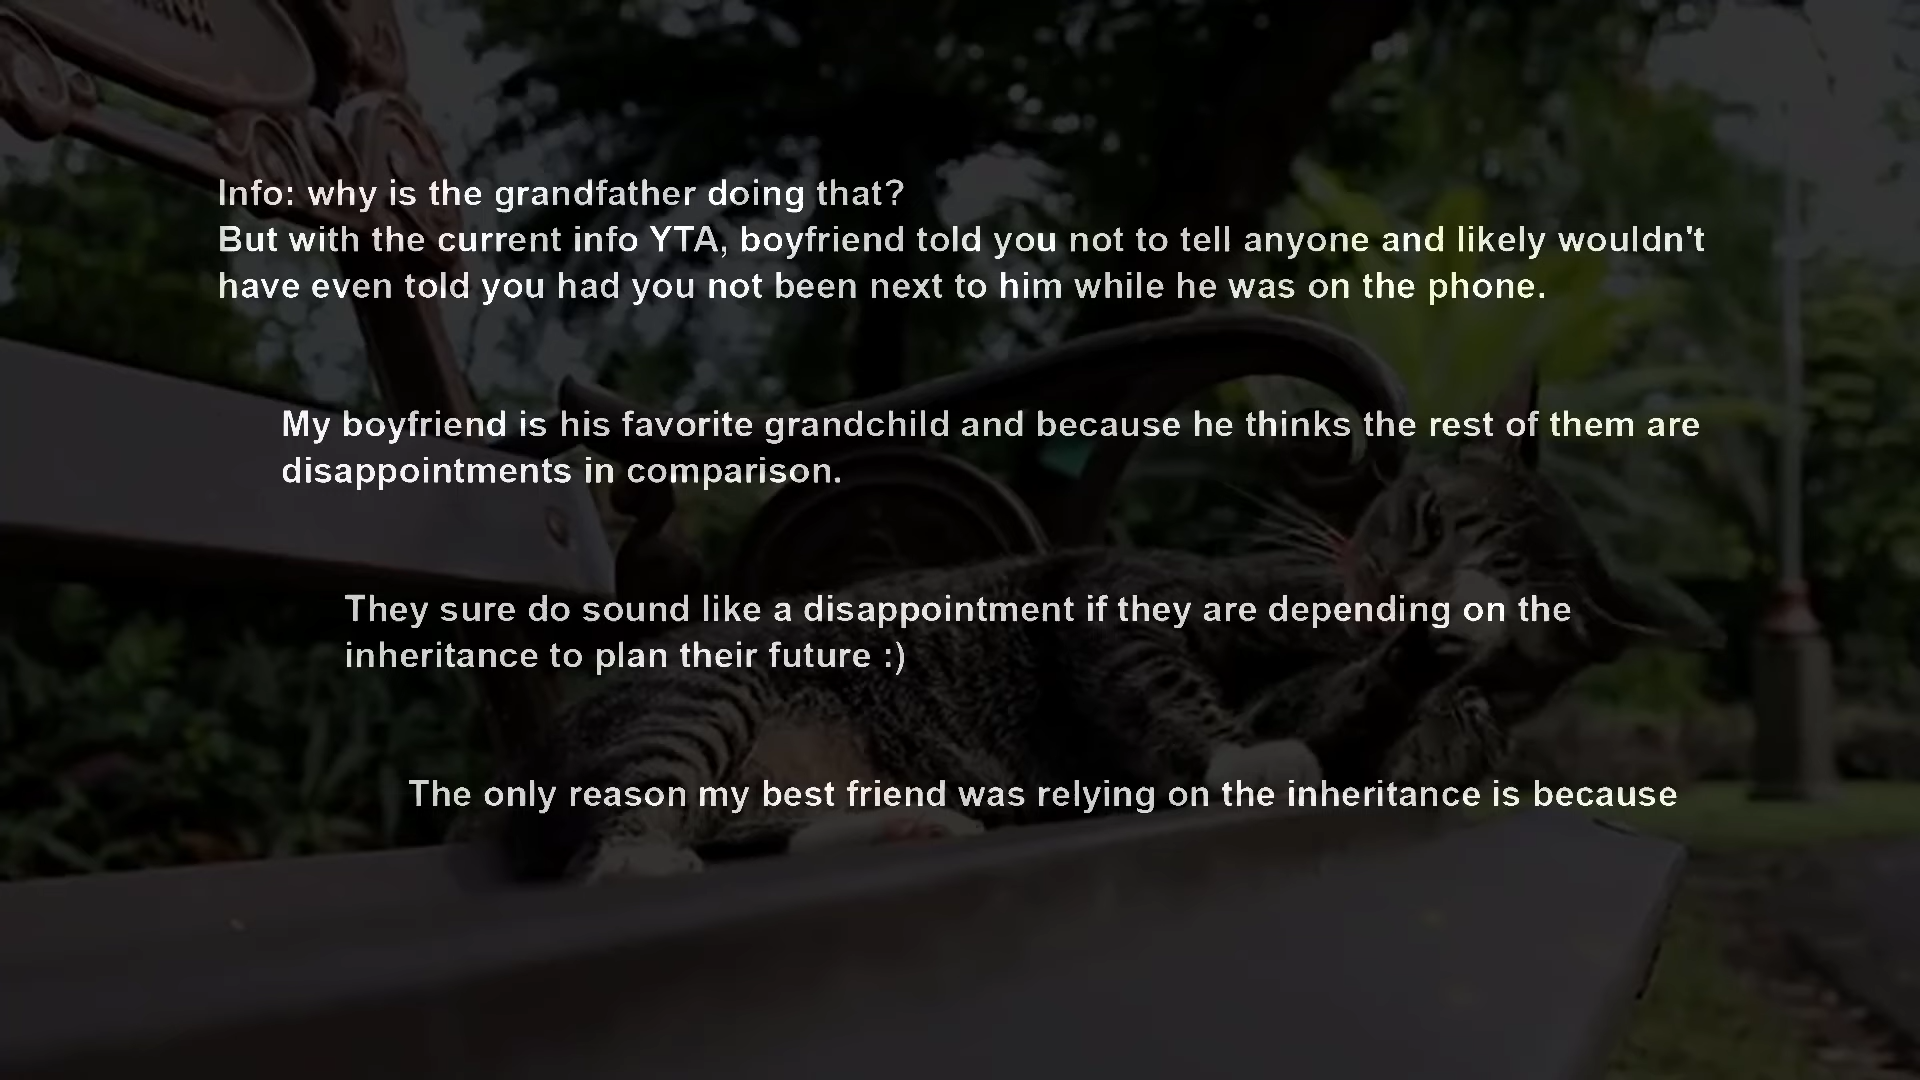 Info: why is the grandfather doing that?
But with the current info YTA, boyfriend told you not to tell anyone and likely wouldn't
have even told you had you not been next to him while he was on the phone.
My boyfriend is his favorite grandchild and because he thinks the rest of them are
disappointments in comparison.
They sure do sound like a disappointment if they are depending on the
inheritance to plan their future :)
The only reason my best friend was relying on the inheritance is because